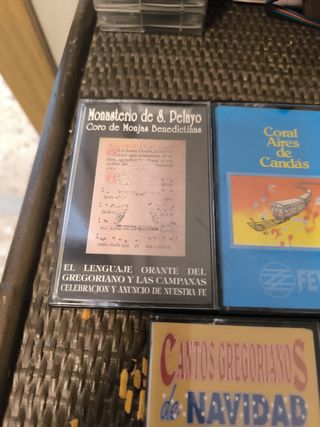 Monasterio de S. Pelayo
Coro de Monjas Benedictinas
EL LENGUAJE ORANTE DEL
GREGORIANO Y LAS CAMPANAS
CELEBRACION Y ANUNCIO DE NUESTRA FE
Coral
Aires
de
Candás
FE
CANTOS GREGORIANOS
de NAVIDAD